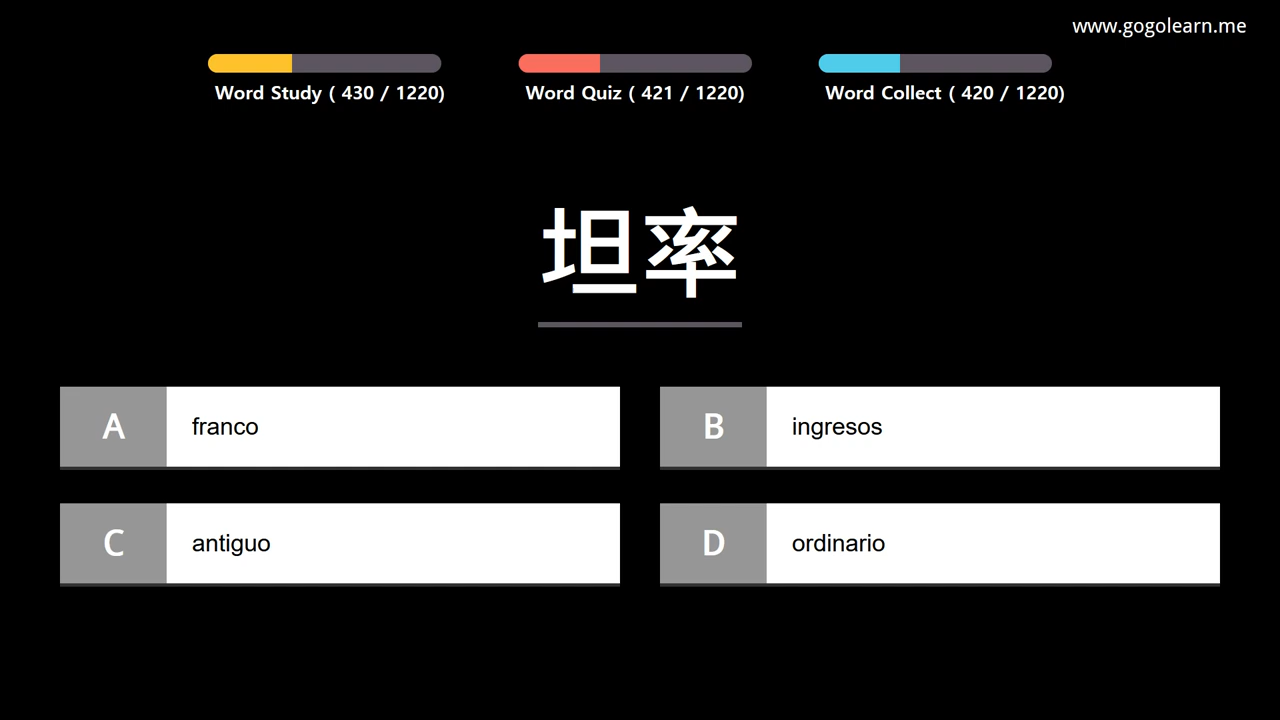 www.gogolearn.me
Word Study ( 430 / 1220)
Word Quiz ( 421 / 1220)
Word Collect ( 420 / 1220)
坦率
A franco
B ingresos
C antiguo
D ordinario